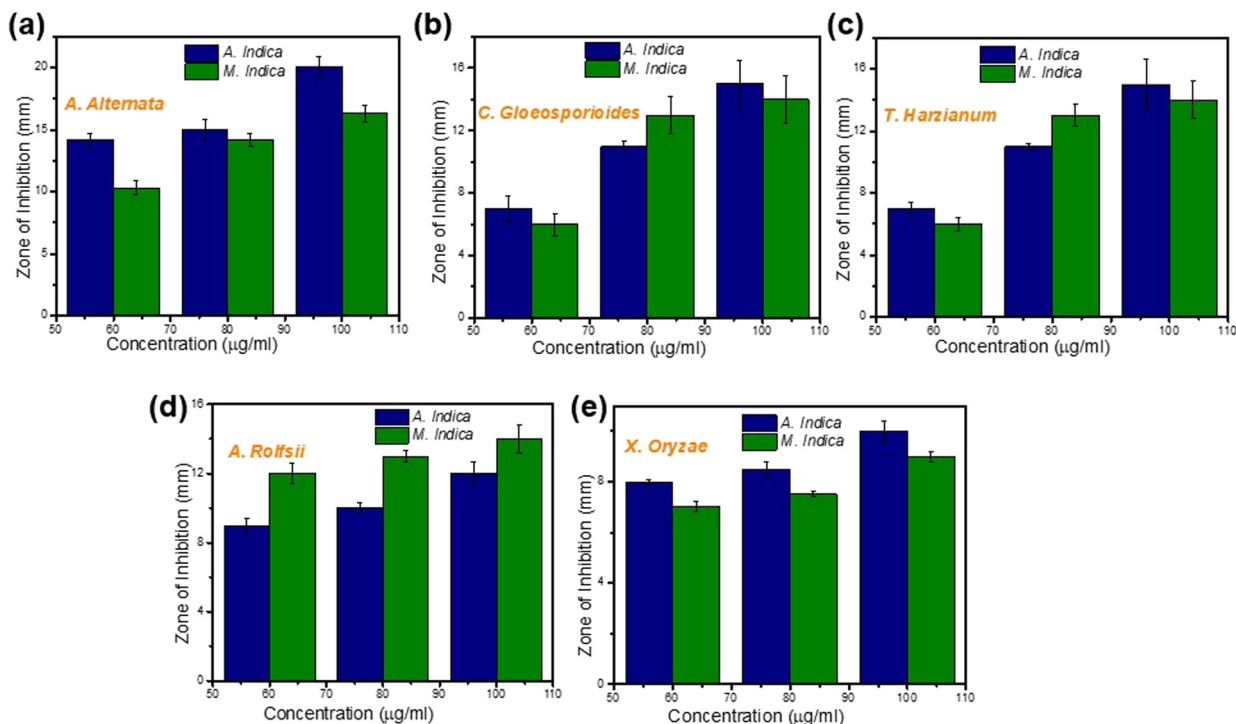 (a)
A. Indica
M. Indica
A. Alternata
Zone of Inhibition (mm)
20
15
10
5
0
50 60 70 80 90 100 110
Concentration (µg/ml)
(b)
A. Indica
M. Indica
C. Gloeosporioides
Zone of Inhibition (mm)
16
12
8
4
0
50 60 70 80 90 100 110
Concentration (µg/ml)
(c)
A. Indica
M. Indica
T. Harzianum
Zone of Inhibition (mm)
16
12
8
4
0
50 60 70 80 90 100 110
Concentration (µg/ml)
(d)
A. Indica
M. Indica
A. Rolfsii
Zone of Inhibition (mm)
16
12
8
4
0
50 60 70 80 90 100 110
Concentration (µg/ml)
(e)
A. Indica
M. Indica
X. Oryzae
Zone of Inhibition (mm)
8
4
0
50 60 70 80 90 100 110
Concentration (µg/ml)